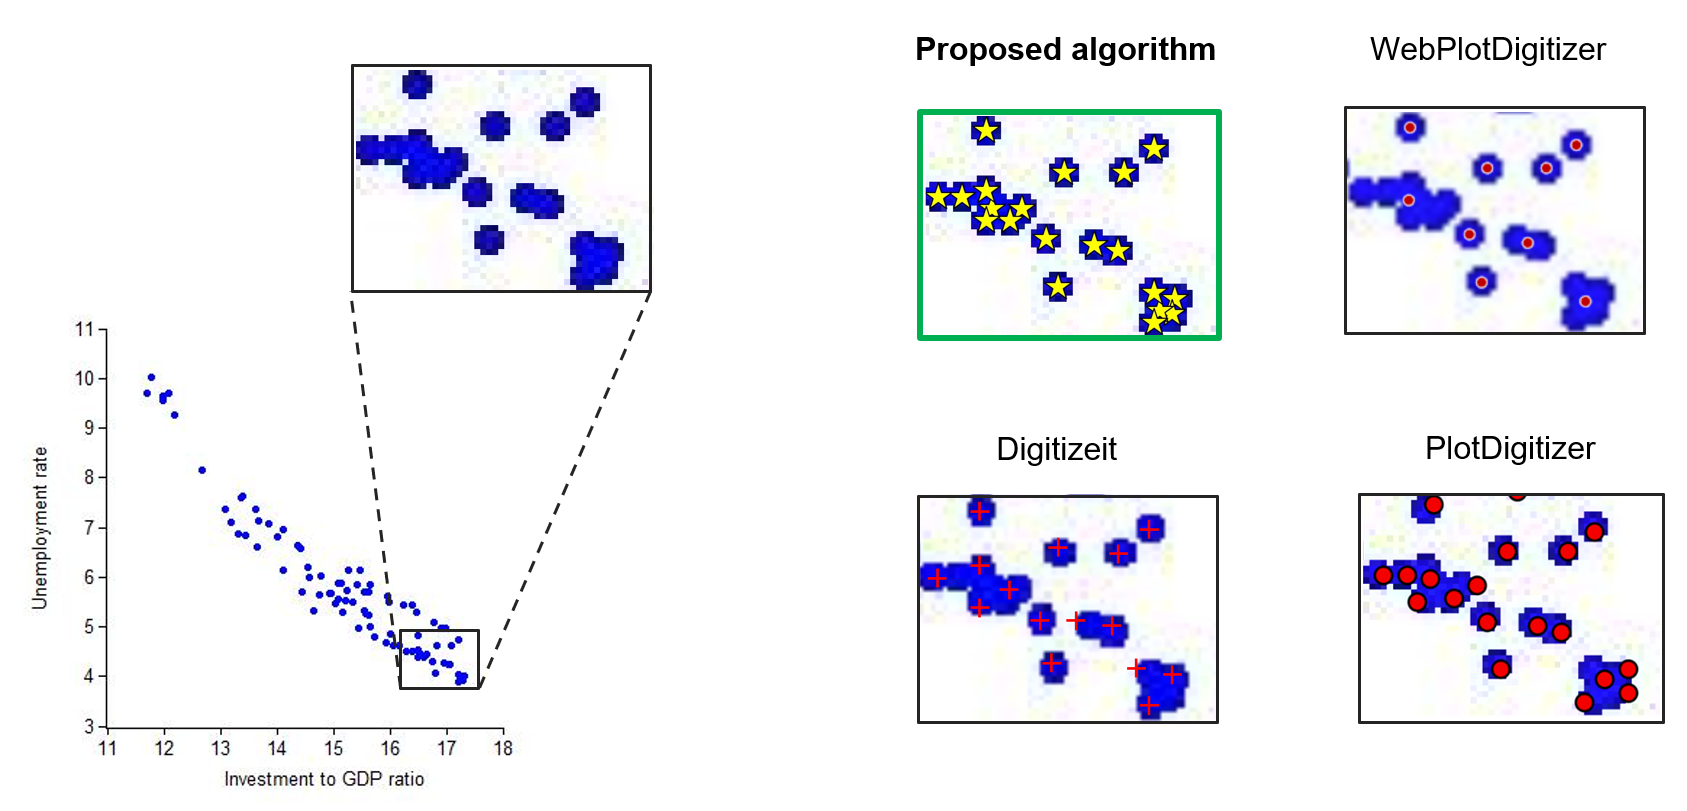 Proposed algorithm
WebPlotDigitizer
Digitizeit
PlotDigitizer
11
10
9
8
7
6
5
4
3
Unemployment rate
11 12 13 14 15 16 17 18
Investment to GDP ratio